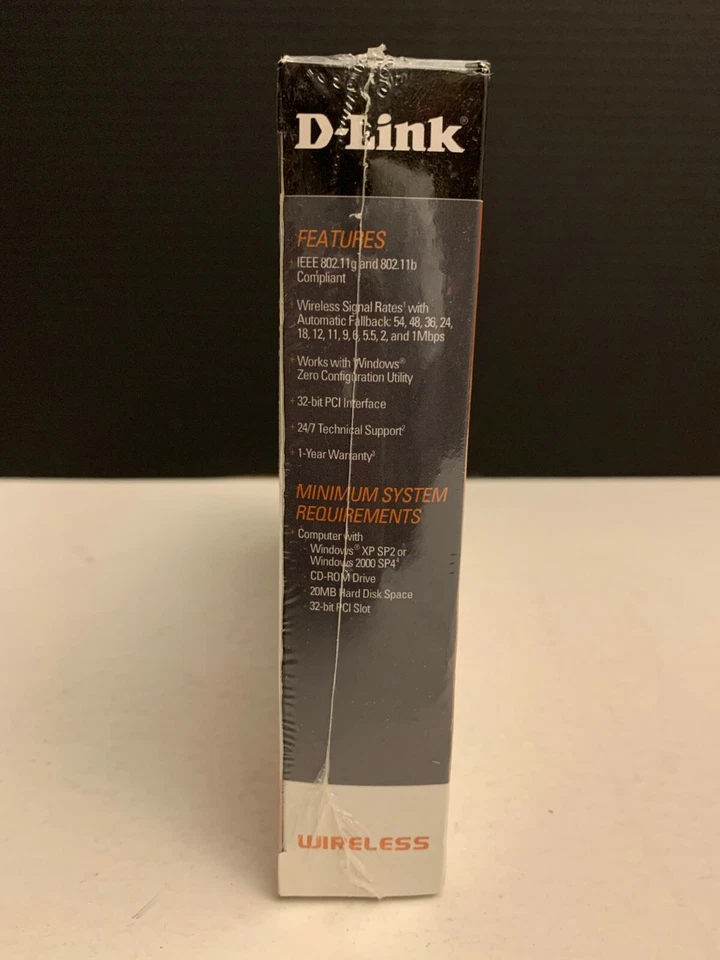 D-Link®
FEATURES
IEEE 802.11g and 802.11b
Compliant
Wireless Signal Rates¹ with
Automatic Fallback: 54, 48, 36, 24,
18, 12, 11, 9, 6, 5.5, 2, and 1Mbps
Works with Windows®
Zero Configuration Utility
32-bit PCI Interface
24/7 Technical Support²
1-Year Warranty³
MINIMUM SYSTEM
REQUIREMENTS
Computer with
Windows® XP SP2 or
Windows 2000 SP4⁴
CD-ROM Drive
20MB Hard Disk Space
32-bit PCI Slot
WIRELESS